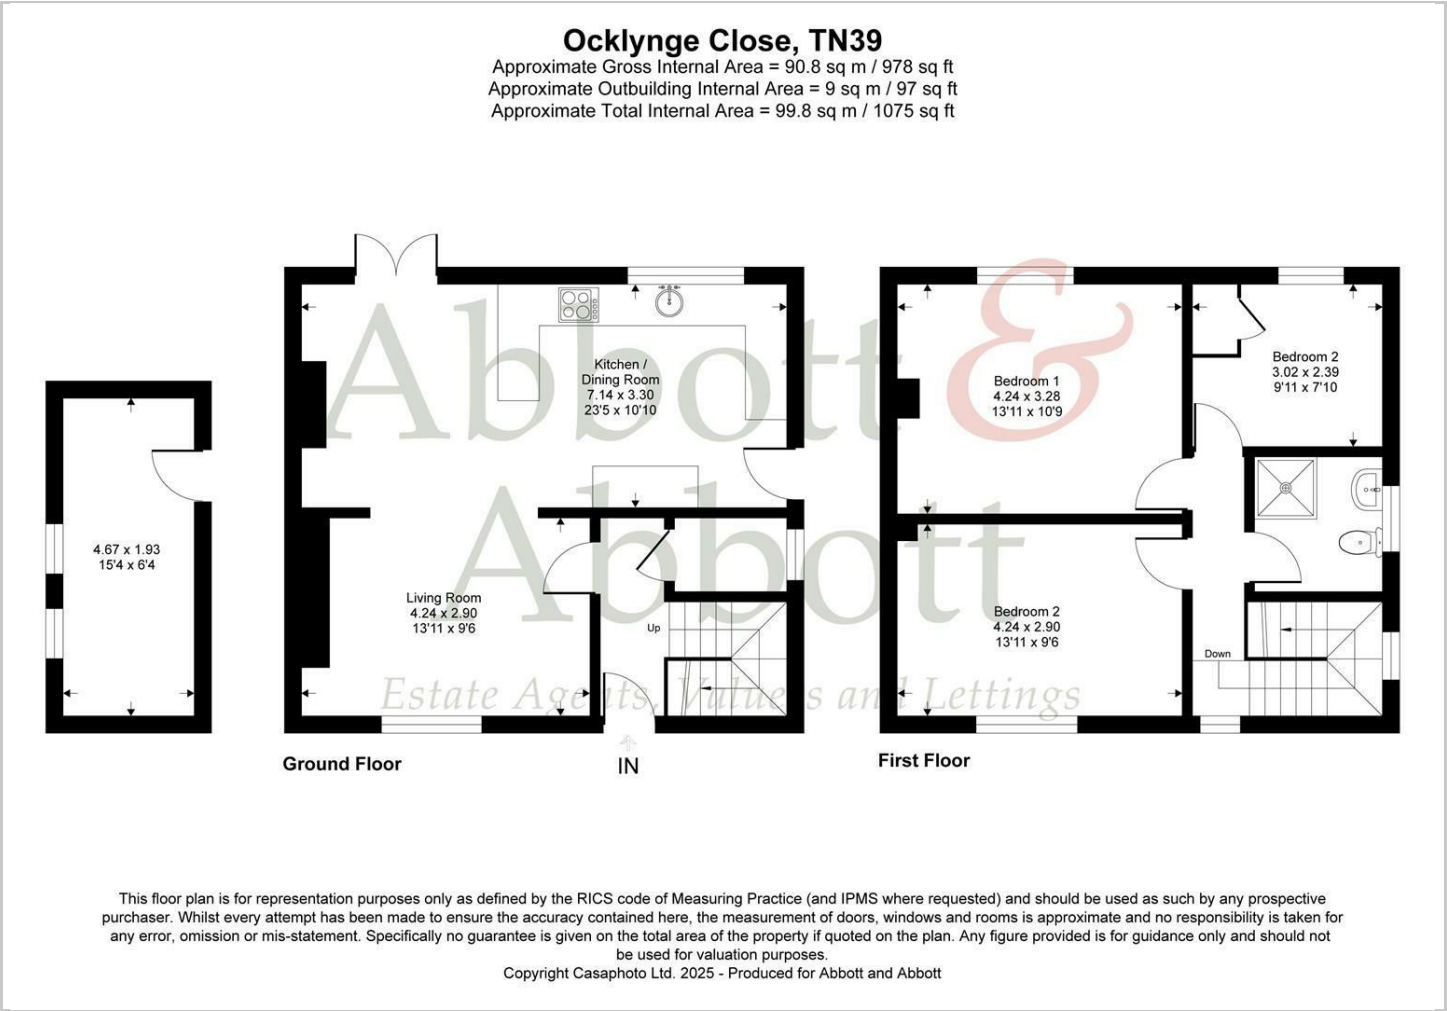 Ocklynge Close, TN39
Approximate Gross Internal Area = 90.8 sq m / 978 sq ft
Approximate Outbuilding Internal Area = 9 sq m / 97 sq ft
Approximate Total Internal Area = 99.8 sq m / 1075 sq ft
Abbott &
Abbott
Estate Agents, Valuers and Lettings
4.67 x 1.93
15'4 x 6'4
Kitchen /
Dining Room
7.14 x 3.30
23'5 x 10'10
Living Room
4.24 x 2.90
13'11 x 9'6
Up
Ground Floor
IN
Bedroom 1
4.24 x 3.28
13'11 x 10'9
Bedroom 2
3.02 x 2.39
9'11 x 7'10
Bedroom 2
4.24 x 2.90
13'11 x 9'6
Down
First Floor
This floor plan is for representation purposes only as defined by the RICS code of Measuring Practice (and IPMS where requested) and should be used as such by any prospective
purchaser. Whilst every attempt has been made to ensure the accuracy contained here, the measurement of doors, windows and rooms is approximate and no responsibility is taken for
any error, omission or mis-statement. Specifically no guarantee is given on the total area of the property if quoted on the plan. Any figure provided is for guidance only and should not
be used for valuation purposes.
Copyright Casaphoto Ltd. 2025 - Produced for Abbott and Abbott